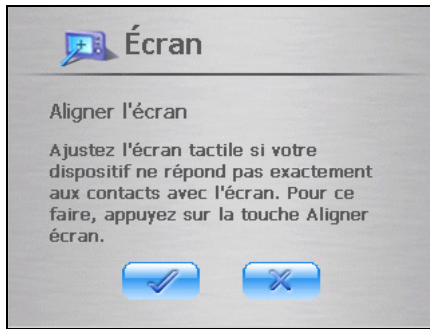 Écran
Aligner l'écran
Ajustez l'écran tactile si votre
dispositif ne répond pas exactement
aux contacts avec l'écran. Pour ce
faire, appuyez sur la touche Aligner
écran.